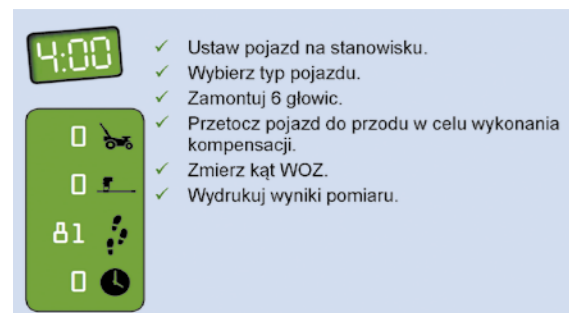 4:00
✓ Ustaw pojazd na stanowisku.
✓ Wybierz typ pojazdu.
✓ Zamontuj 6 głowic.
✓ Przetocz pojazd do przodu w celu wykonania
kompensacji.
✓ Zmierz kąt WOZ.
✓ Wydrukuj wyniki pomiaru.
0
0
81
0